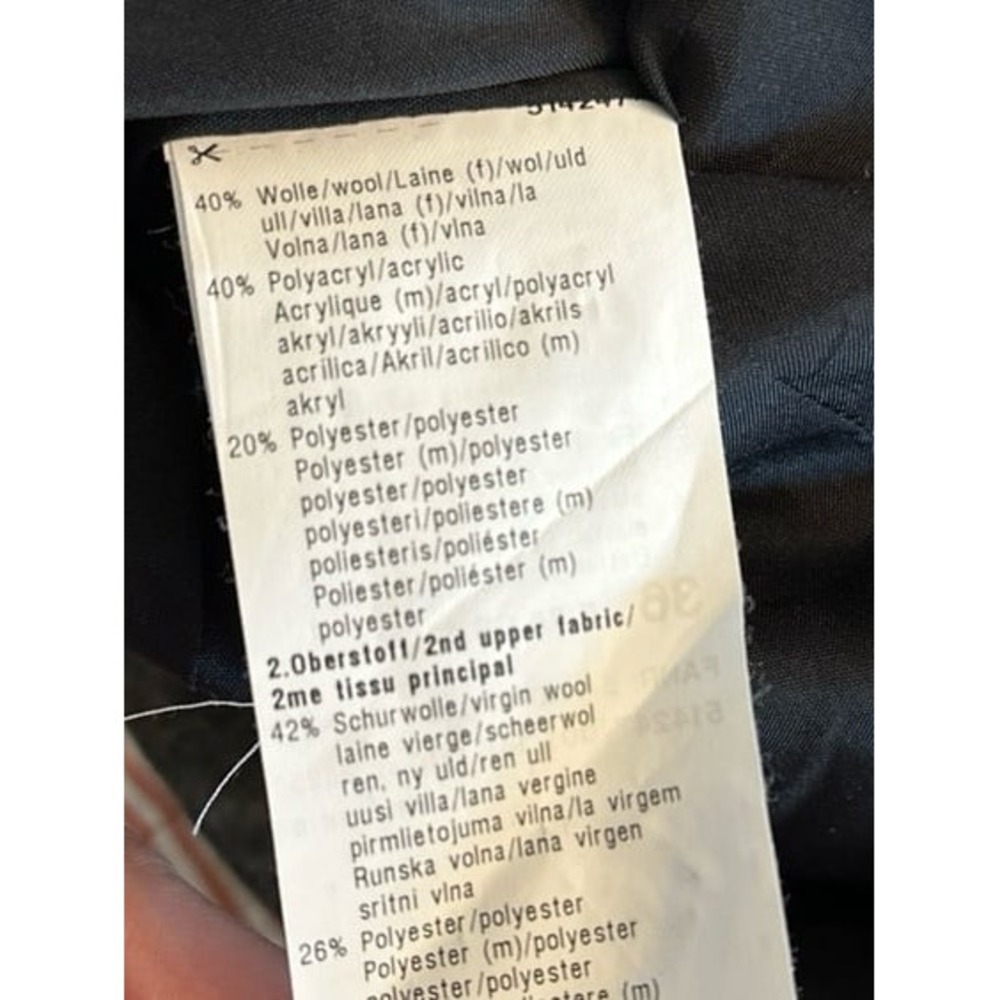 514247
40% Wolle/wool/Laine (f)/wol/uld
ull/villa/lana (f)/vilna/la
Volna/lana (f)/vlna
40% Polyacryl/acrylic
Acrylique (m)/acryl/polyacryl
akryl/akryyli/acrilio/akrils
acrilica/Akril/acrilico (m)
akryl
20% Polyester/polyester
Polyester (m)/polyester
polyester/polyester
polyesteri/poliestere (m)
poliesteris/poliéster
Poliester/poliéster (m)
polyester
2.Oberstoff/2nd upper fabric/
2me tissu principal
42% Schurwolle/virgin wool
laine vierge/scheerwol
ren, ny uld/ren ull
uusi villa/lana vergine
pirmlietojuma vilna/la virgem
Runska volna/lana virgen
sritni vlna
26% Polyester/polyester
Polyester (m)/polyester
polyester/polyester
(m)